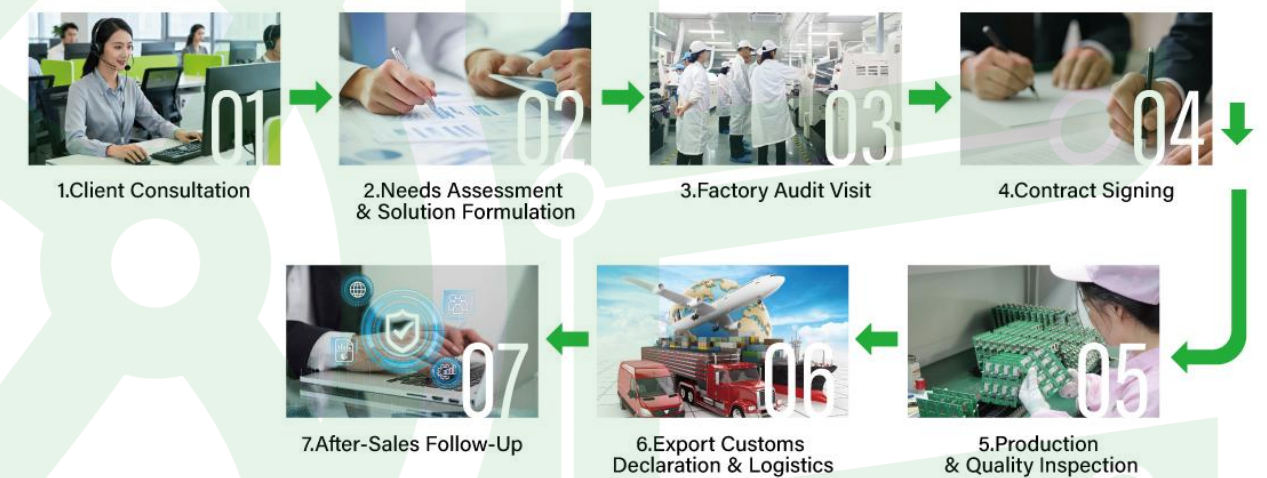 01
1.Client Consultation
02
2.Needs Assessment
& Solution Formulation
03
3.Factory Audit Visit
04
4.Contract Signing
05
5.Production
& Quality Inspection
06
6.Export Customs
Declaration & Logistics
07
7.After-Sales Follow-Up